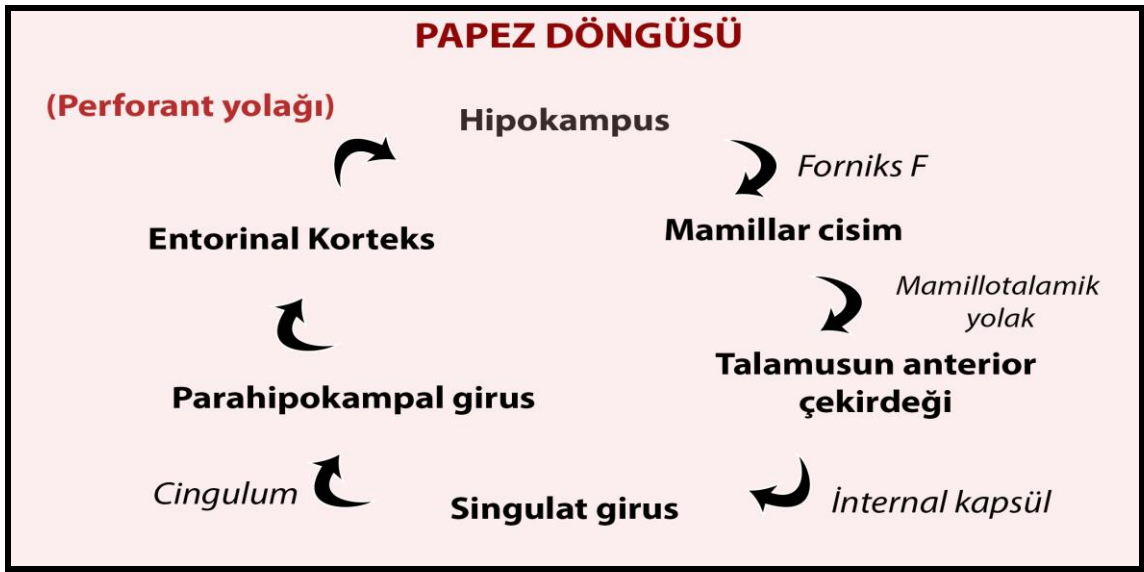 PAPEZ DÖNGÜSÜ
(Perforant yolağı)
Hipokampus
Forniks F
Entorinal Korteks
Mamillar cisim
Mamillotalamik
yolak
Parahipokampal girus
Talamusun anterior
çekirdeği
Cingulum
Singulat girus
İnternal kapsül